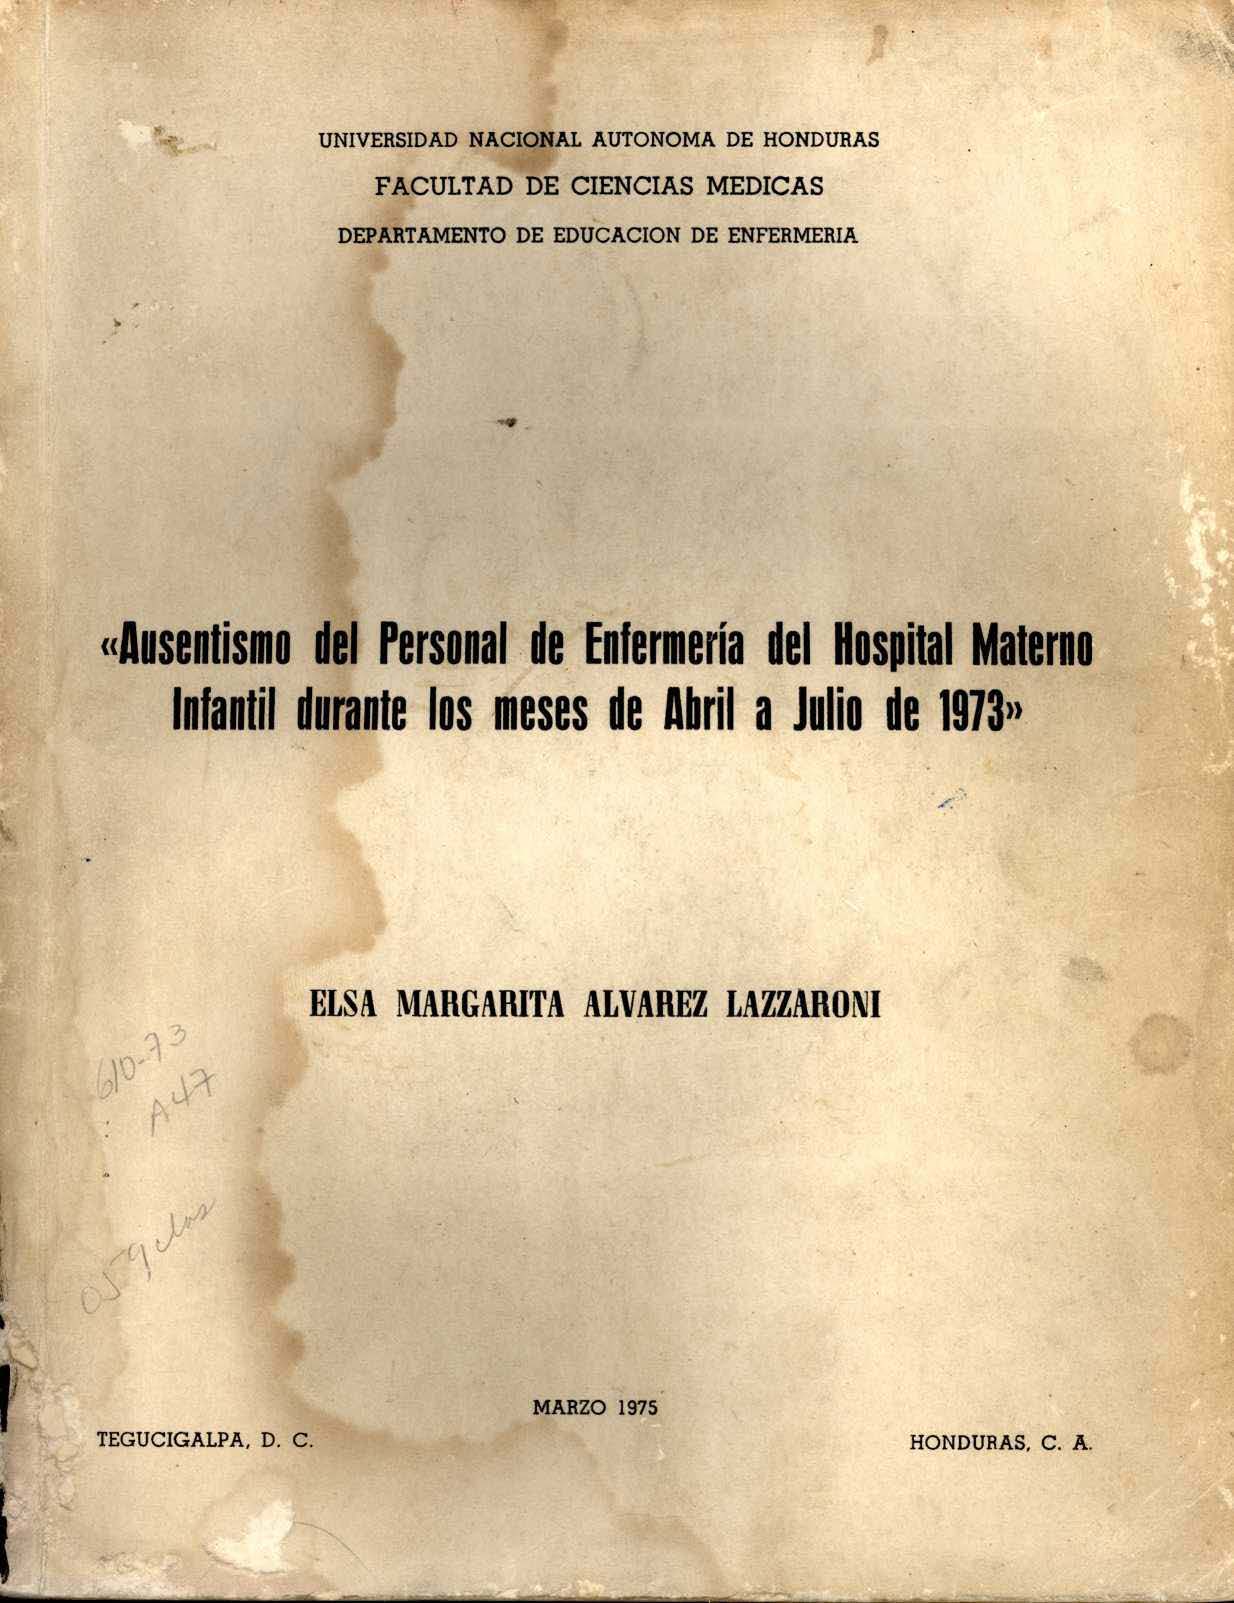 UNIVERSIDAD NACIONAL AUTONOMA DE HONDURAS
FACULTAD DE CIENCIAS MEDICAS
DEPARTAMENTO DE EDUCACION DE ENFERMERIA
«Ausentismo del Personal de Enfermería del Hospital Materno
Infantil durante los meses de Abril a Julio de 1973»
ELSA MARGARITA ALVAREZ LAZZARONI
610-73
A47
MARZO 1975
TEGUCIGALPA, D. C.
HONDURAS, C. A.